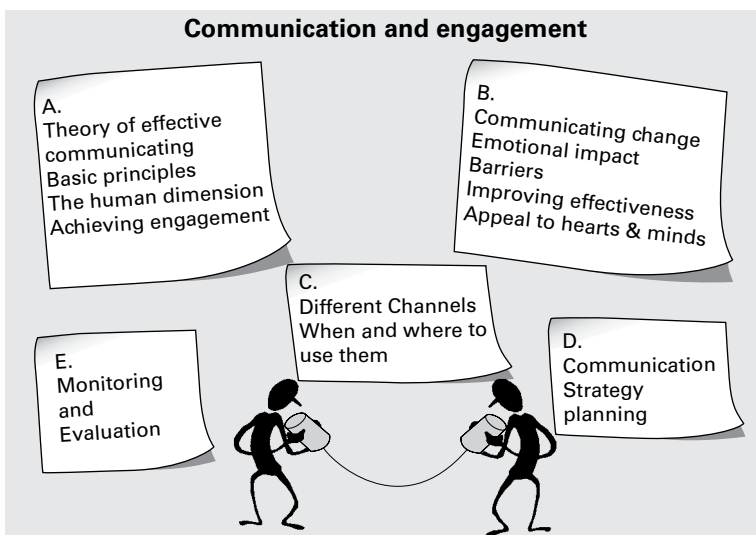 Communication and engagement
A.
Theory of effective
communicating
Basic principles
The human dimension
Achieving engagement
B.
Communicating change
Emotional impact
Barriers
Improving effectiveness
Appeal to hearts & minds
C.
Different Channels
When and where to
use them
D.
Communication
Strategy
planning
E.
Monitoring
and
Evaluation